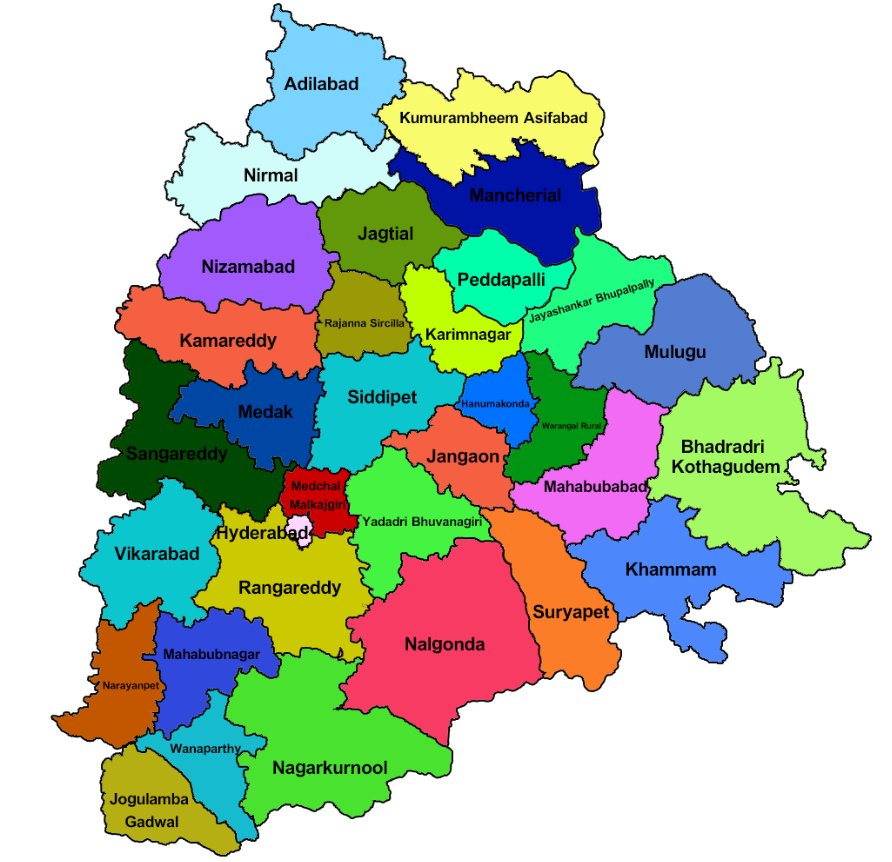 Adilabad
Kumurambheem Asifabad
Nirmal
Mancherial
Jagtial
Nizamabad
Peddapalli
Jayashankar Bhupalpally
Rajanna Sircilla
Karimnagar
Kamareddy
Mulugu
Siddipet
Hanumakonda
Medak
Warangal Rural
Sangareddy
Jangaon
Bhadradri
Kothagudem
Medchal
Malkajgiri
Mahabubabad
Yadadri Bhuvanagiri
Hyderabad
Vikarabad
Khammam
Rangareddy
Suryapet
Nalgonda
Mahabubnagar
Narayanpet
Wanaparthy
Nagarkurnool
Jogulamba
Gadwal